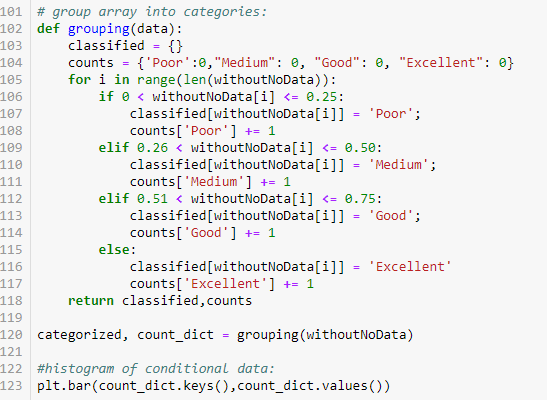 101 # group array into categories:
102 def grouping(data):
103     classified = {}
104     counts = {'Poor':0,"Medium": 0, "Good": 0, "Excellent": 0}
105     for i in range(len(withoutNoData)):
106         if 0 < withoutNoData[i] <= 0.25:
107             classified[withoutNoData[i]] = 'Poor';
108             counts['Poor'] += 1
109         elif 0.26 < withoutNoData[i] <= 0.50:
110             classified[withoutNoData[i]] = 'Medium';
111             counts['Medium'] += 1
112         elif 0.51 < withoutNoData[i] <= 0.75:
113             classified[withoutNoData[i]] = 'Good';
114             counts['Good'] += 1
115         else:
116             classified[withoutNoData[i]] = 'Excellent'
117             counts['Excellent'] += 1
118     return classified,counts
119
120 categorized, count_dict = grouping(withoutNoData)
121
122 #histogram of conditional data:
123 plt.bar(count_dict.keys(),count_dict.values())